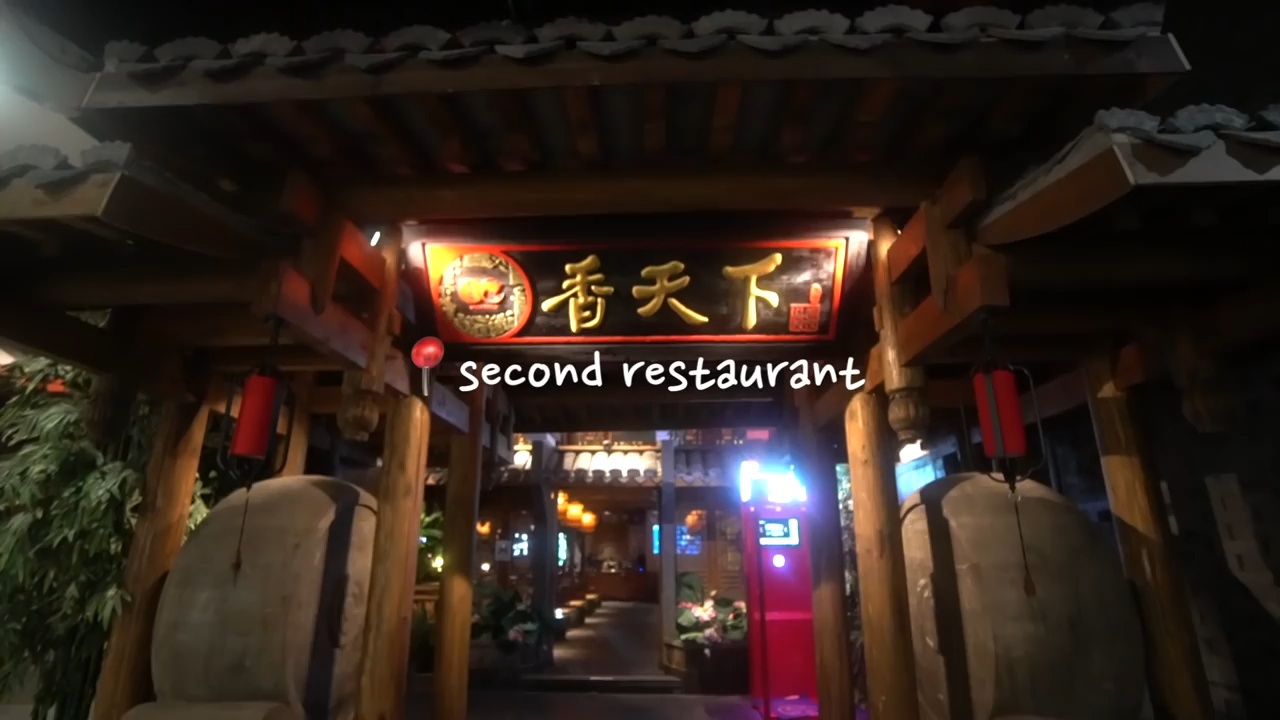 香天下
second restaurant